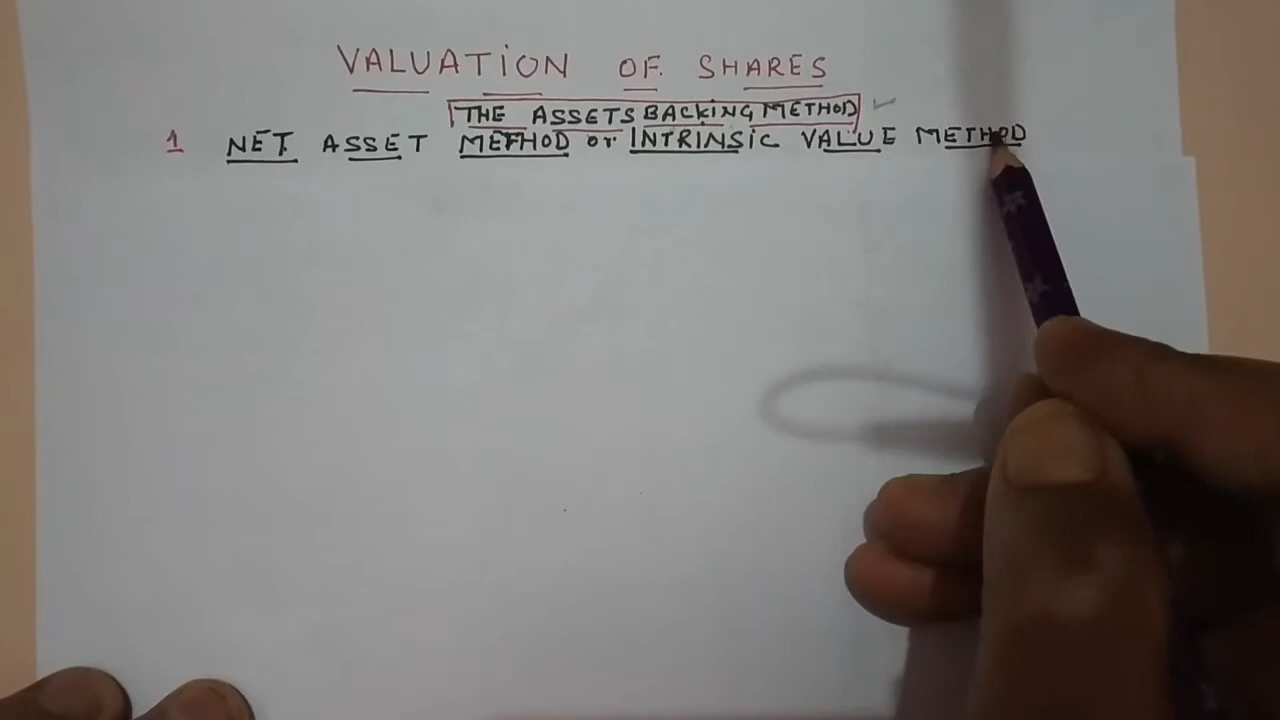 VALUATION OF SHARES
THE ASSETS BACKING METHOD
1 NET ASSET METHOD or INTRINSIC VALUE METHOD